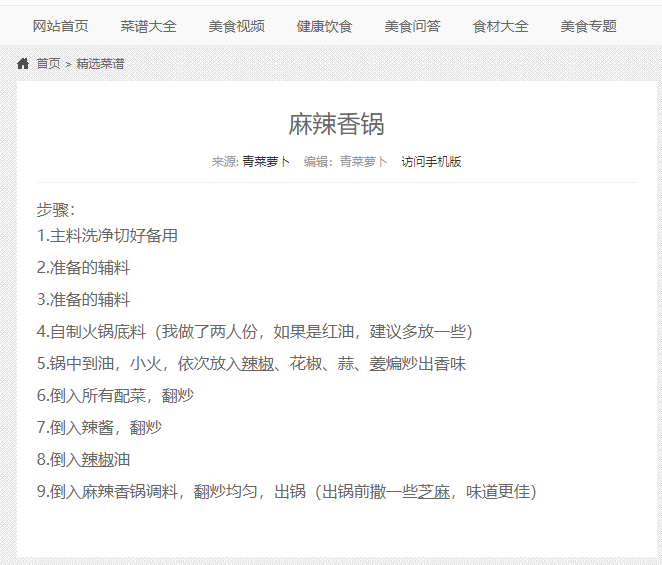 网站首页 菜谱大全 美食视频 健康饮食 美食问答 食材大全 美食专题
首页 > 精选菜谱
麻辣香锅
来源: 青菜萝卜 编辑：青菜萝卜 访问手机版
步骤：
1.主料洗净切好备用
2.准备的辅料
3.准备的辅料
4.自制火锅底料（我做了两人份，如果是红油，建议多放一些）
5.锅中到油，小火，依次放入辣椒、花椒、蒜、姜煸炒出香味
6.倒入所有配菜，翻炒
7.倒入辣酱，翻炒
8.倒入辣椒油
9.倒入麻辣香锅调料，翻炒均匀，出锅（出锅前撒一些芝麻，味道更佳）